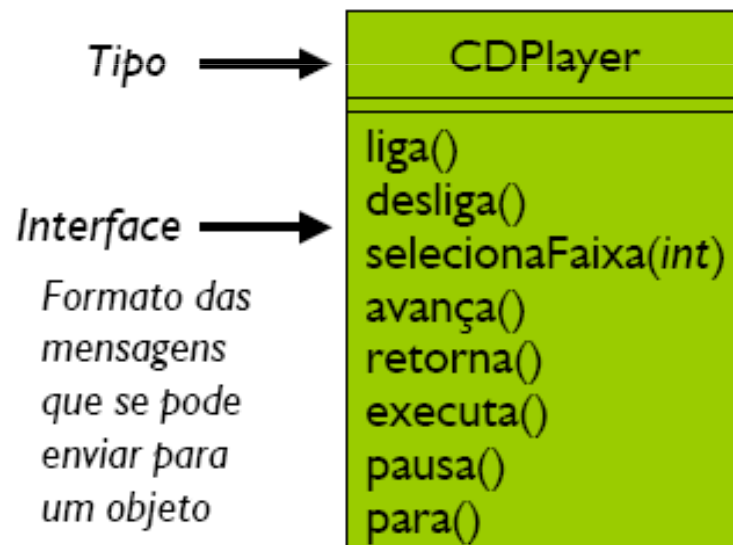 Tipo
CDPlayer
Interface
Formato das
mensagens
que se pode
enviar para
um objeto
liga()
desliga()
selecionaFaixa(int)
avança()
retorna()
executa()
pausa()
para()